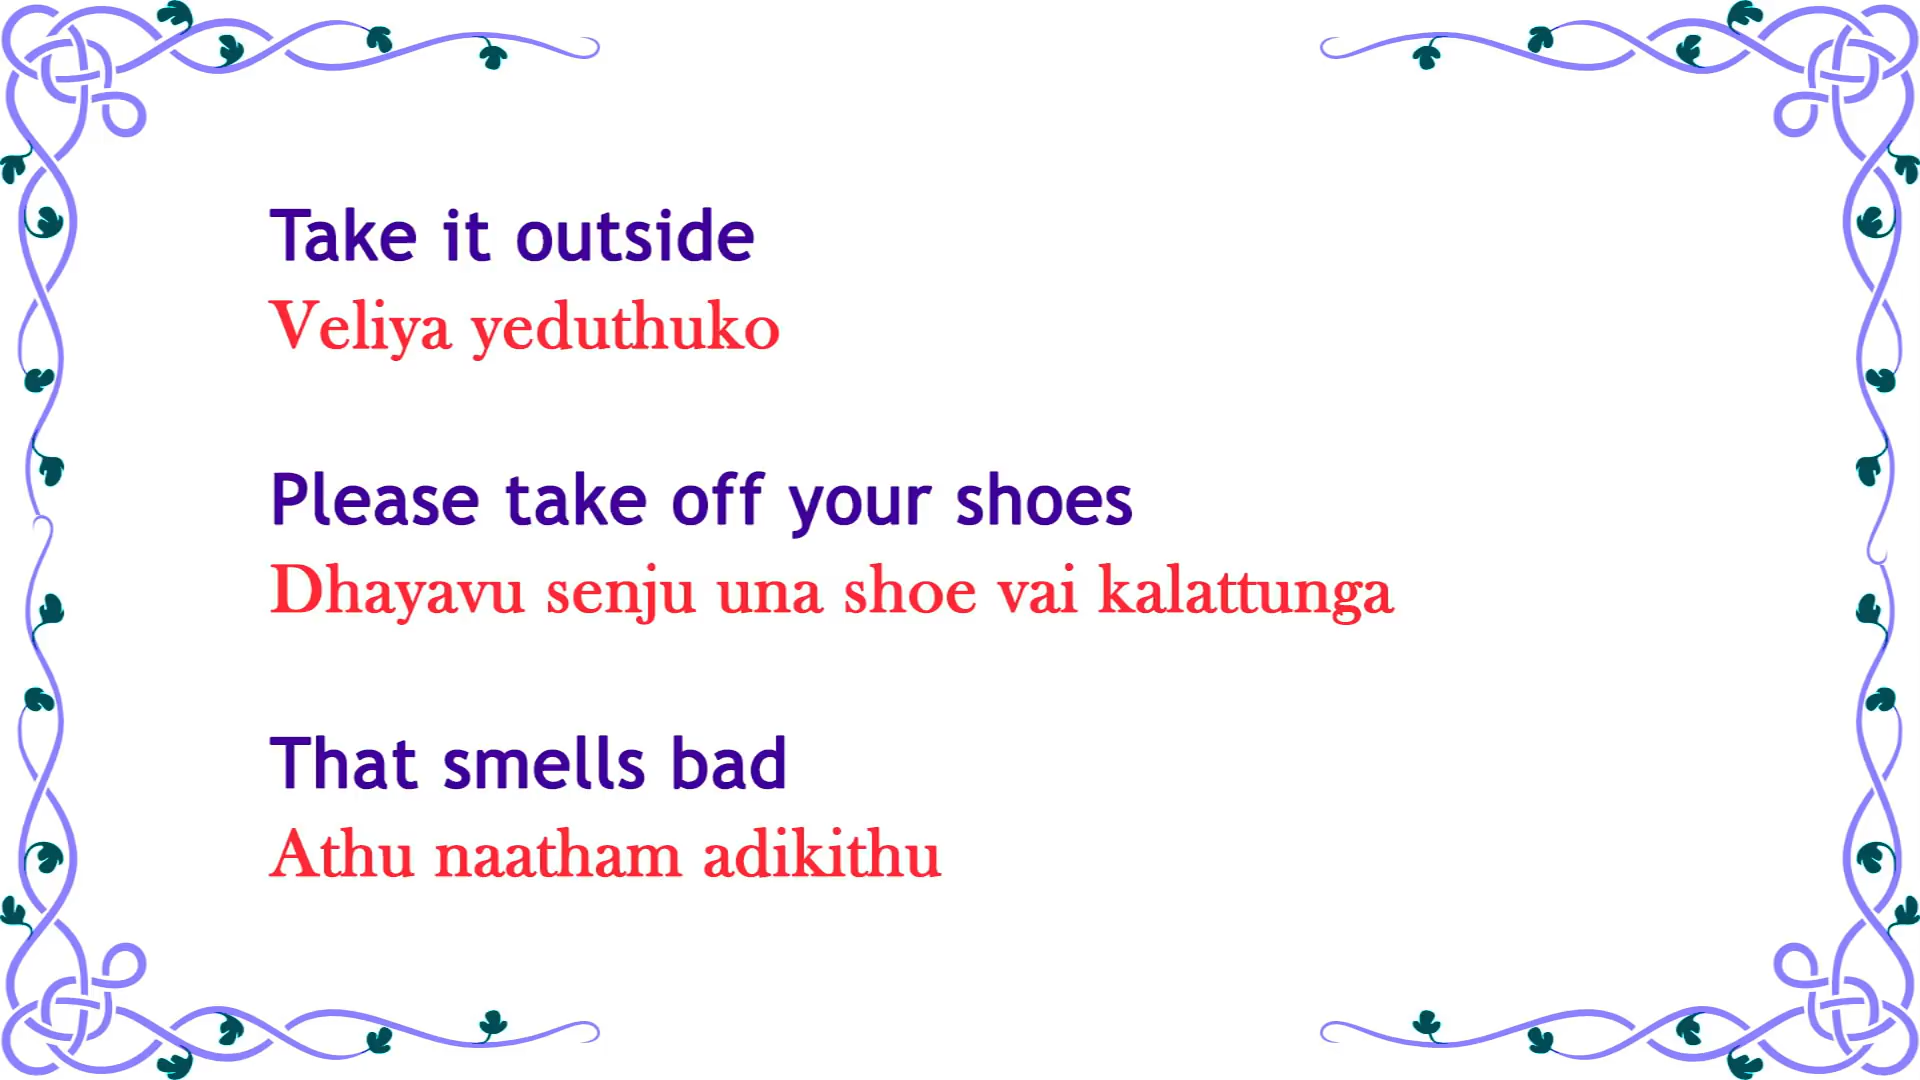 Take it outside
Veliya yeduthuko
Please take off your shoes
Dhayavu senju una shoe vai kalattunga
That smells bad
Athu naatham adikithu